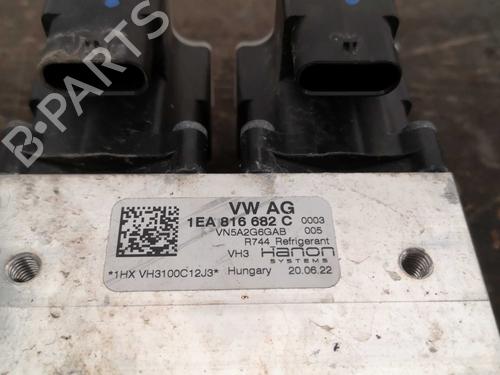 B-PARTS
VW AG
1EA 816 682 C 0003
VN5A2G6GAB 005
R744 Refrigerant
VH3 Hanon
SYSTEMS
*1HX VH3100C12J3* Hungary 20.06.22